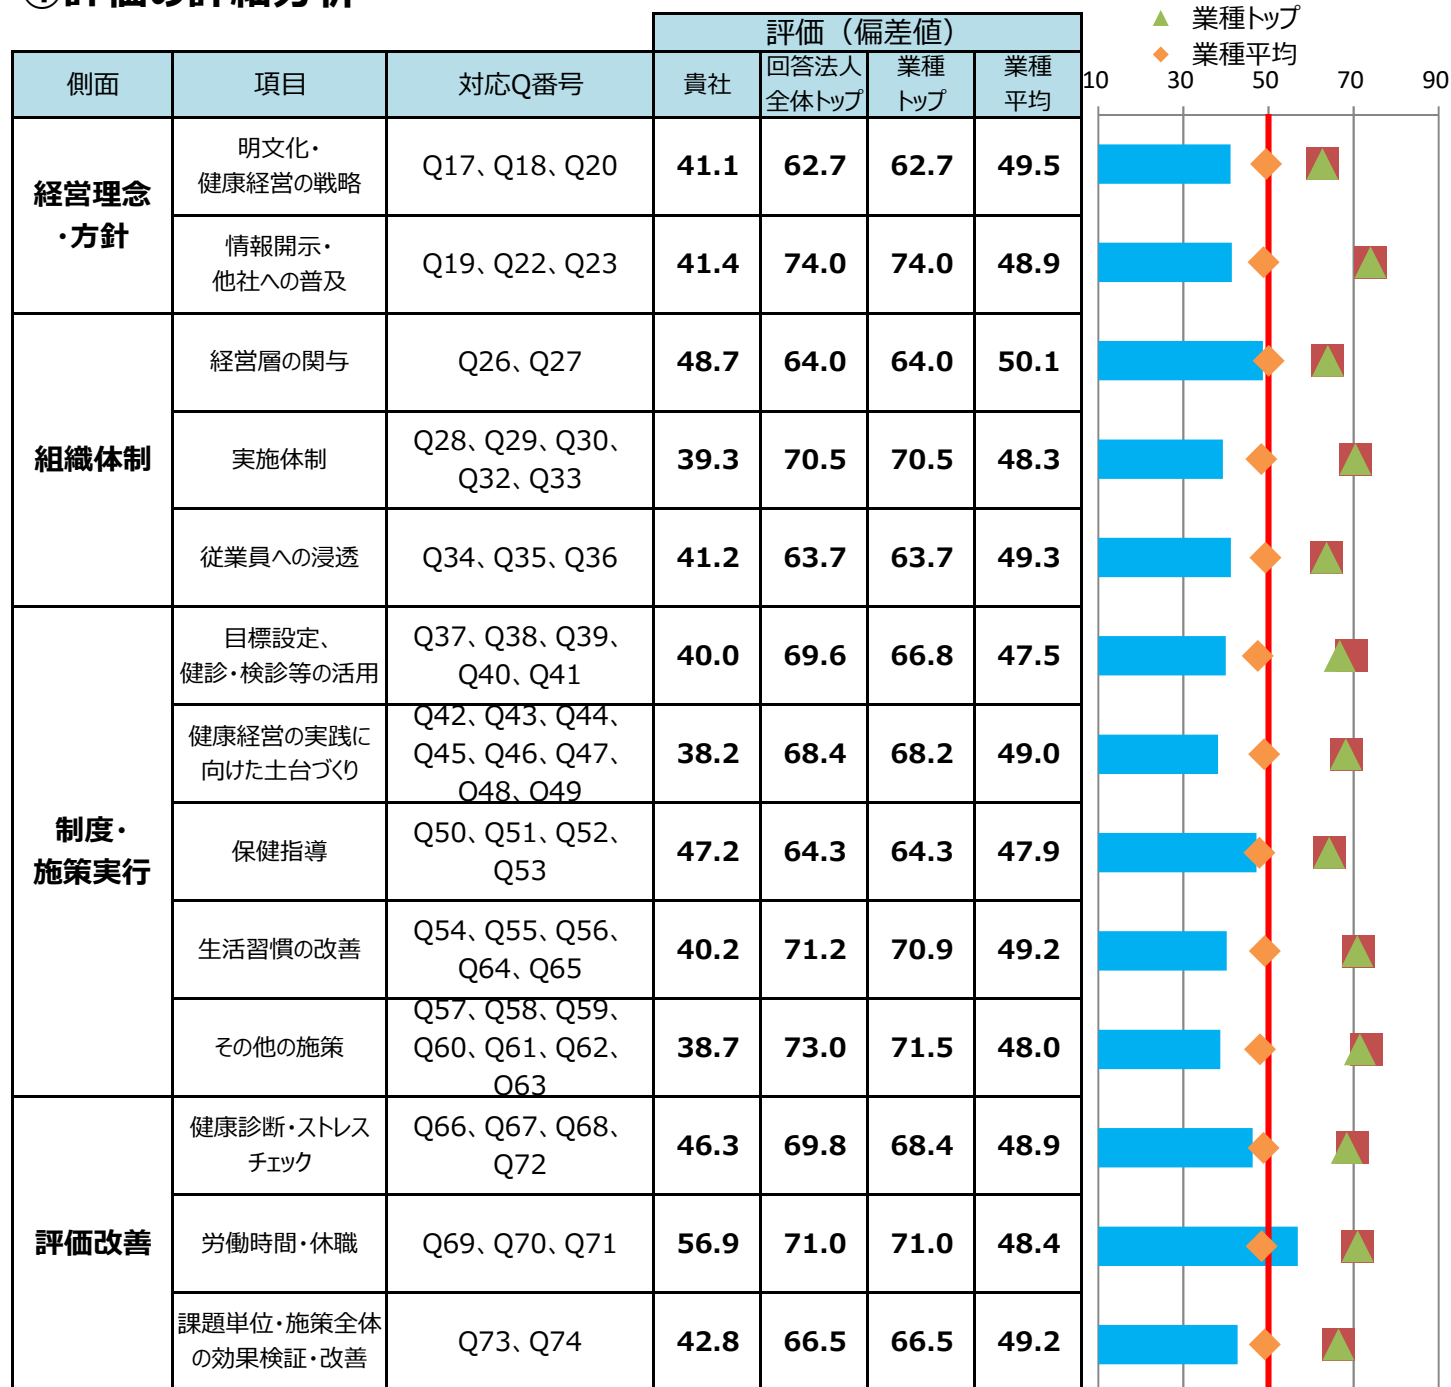 ①評価の詳細分析
▲ 業種トップ
◆ 業種平均
評価（偏差値）
側面 項目 対応Q番号 貴社 回答法人 業種 業種
全体トップ トップ 平均
10 30 50 70 90
経営理念
・方針
明文化・
健康経営の戦略
Q17、Q18、Q20 41.1 62.7 62.7 49.5
情報開示・
他社への普及
Q19、Q22、Q23 41.4 74.0 74.0 48.9
組織体制
経営層の関与 Q26、Q27 48.7 64.0 64.0 50.1
実施体制
Q28、Q29、Q30、
Q32、Q33
39.3 70.5 70.5 48.3
従業員への浸透 Q34、Q35、Q36 41.2 63.7 63.7 49.3
制度・
施策実行
目標設定、
健診・検診等の活用
Q37、Q38、Q39、
Q40、Q41
40.0 69.6 66.8 47.5
健康経営の実践に
向けた土台づくり
Q42、Q43、Q44、
Q45、Q46、Q47、
Q48、Q49
38.2 68.4 68.2 49.0
保健指導
Q50、Q51、Q52、
Q53
47.2 64.3 64.3 47.9
生活習慣の改善
Q54、Q55、Q56、
Q64、Q65
40.2 71.2 70.9 49.2
その他の施策
Q57、Q58、Q59、
Q60、Q61、Q62、
Q63
38.7 73.0 71.5 48.0
評価改善
健康診断・ストレス
チェック
Q66、Q67、Q68、
Q72
46.3 69.8 68.4 48.9
労働時間・休職 Q69、Q70、Q71 56.9 71.0 71.0 48.4
課題単位・施策全体
の効果検証・改善
Q73、Q74 42.8 66.5 66.5 49.2